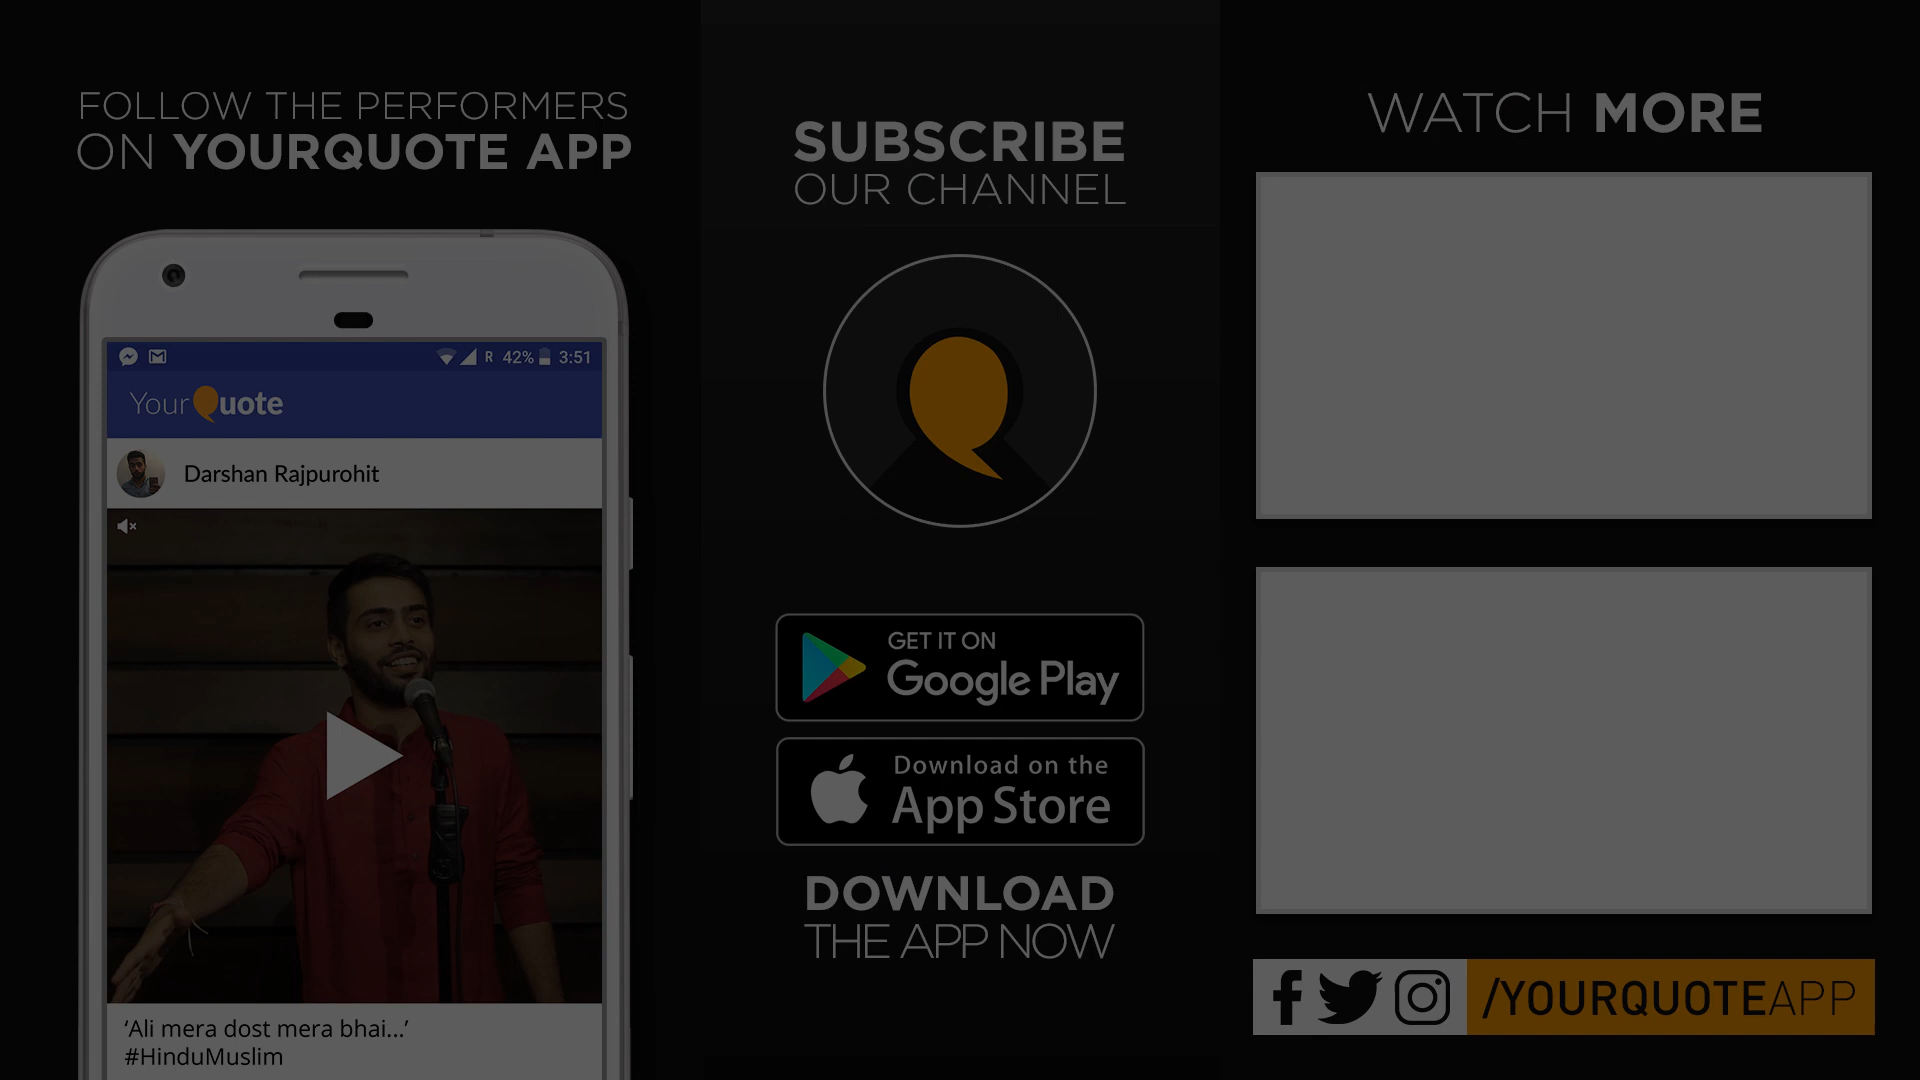 FOLLOW THE PERFORMERS
ON YOURQUOTE APP
R 42% 3:51
YourQuote
Darshan Rajpurohit
‘Ali mera dost mera bhai...’
#HinduMuslim
SUBSCRIBE
OUR CHANNEL
GET IT ON
Google Play
Download on the
App Store
DOWNLOAD
THE APP NOW
WATCH MORE
/YOURQUOTEAPP